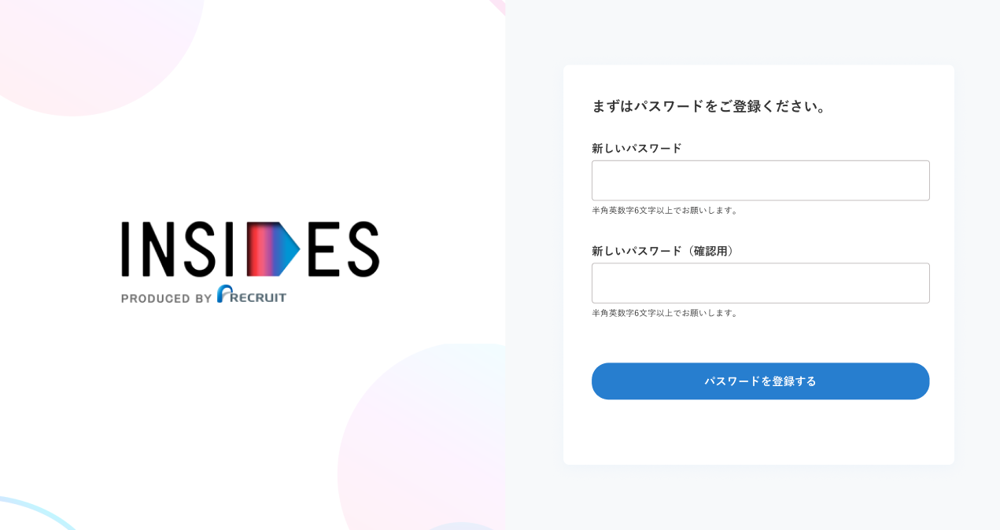 INSIDES
PRODUCED BY RECRUIT
まずはパスワードをご登録ください。
新しいパスワード
半角英数字6文字以上でお願いします。
新しいパスワード（確認用）
半角英数字6文字以上でお願いします。
パスワードを登録する